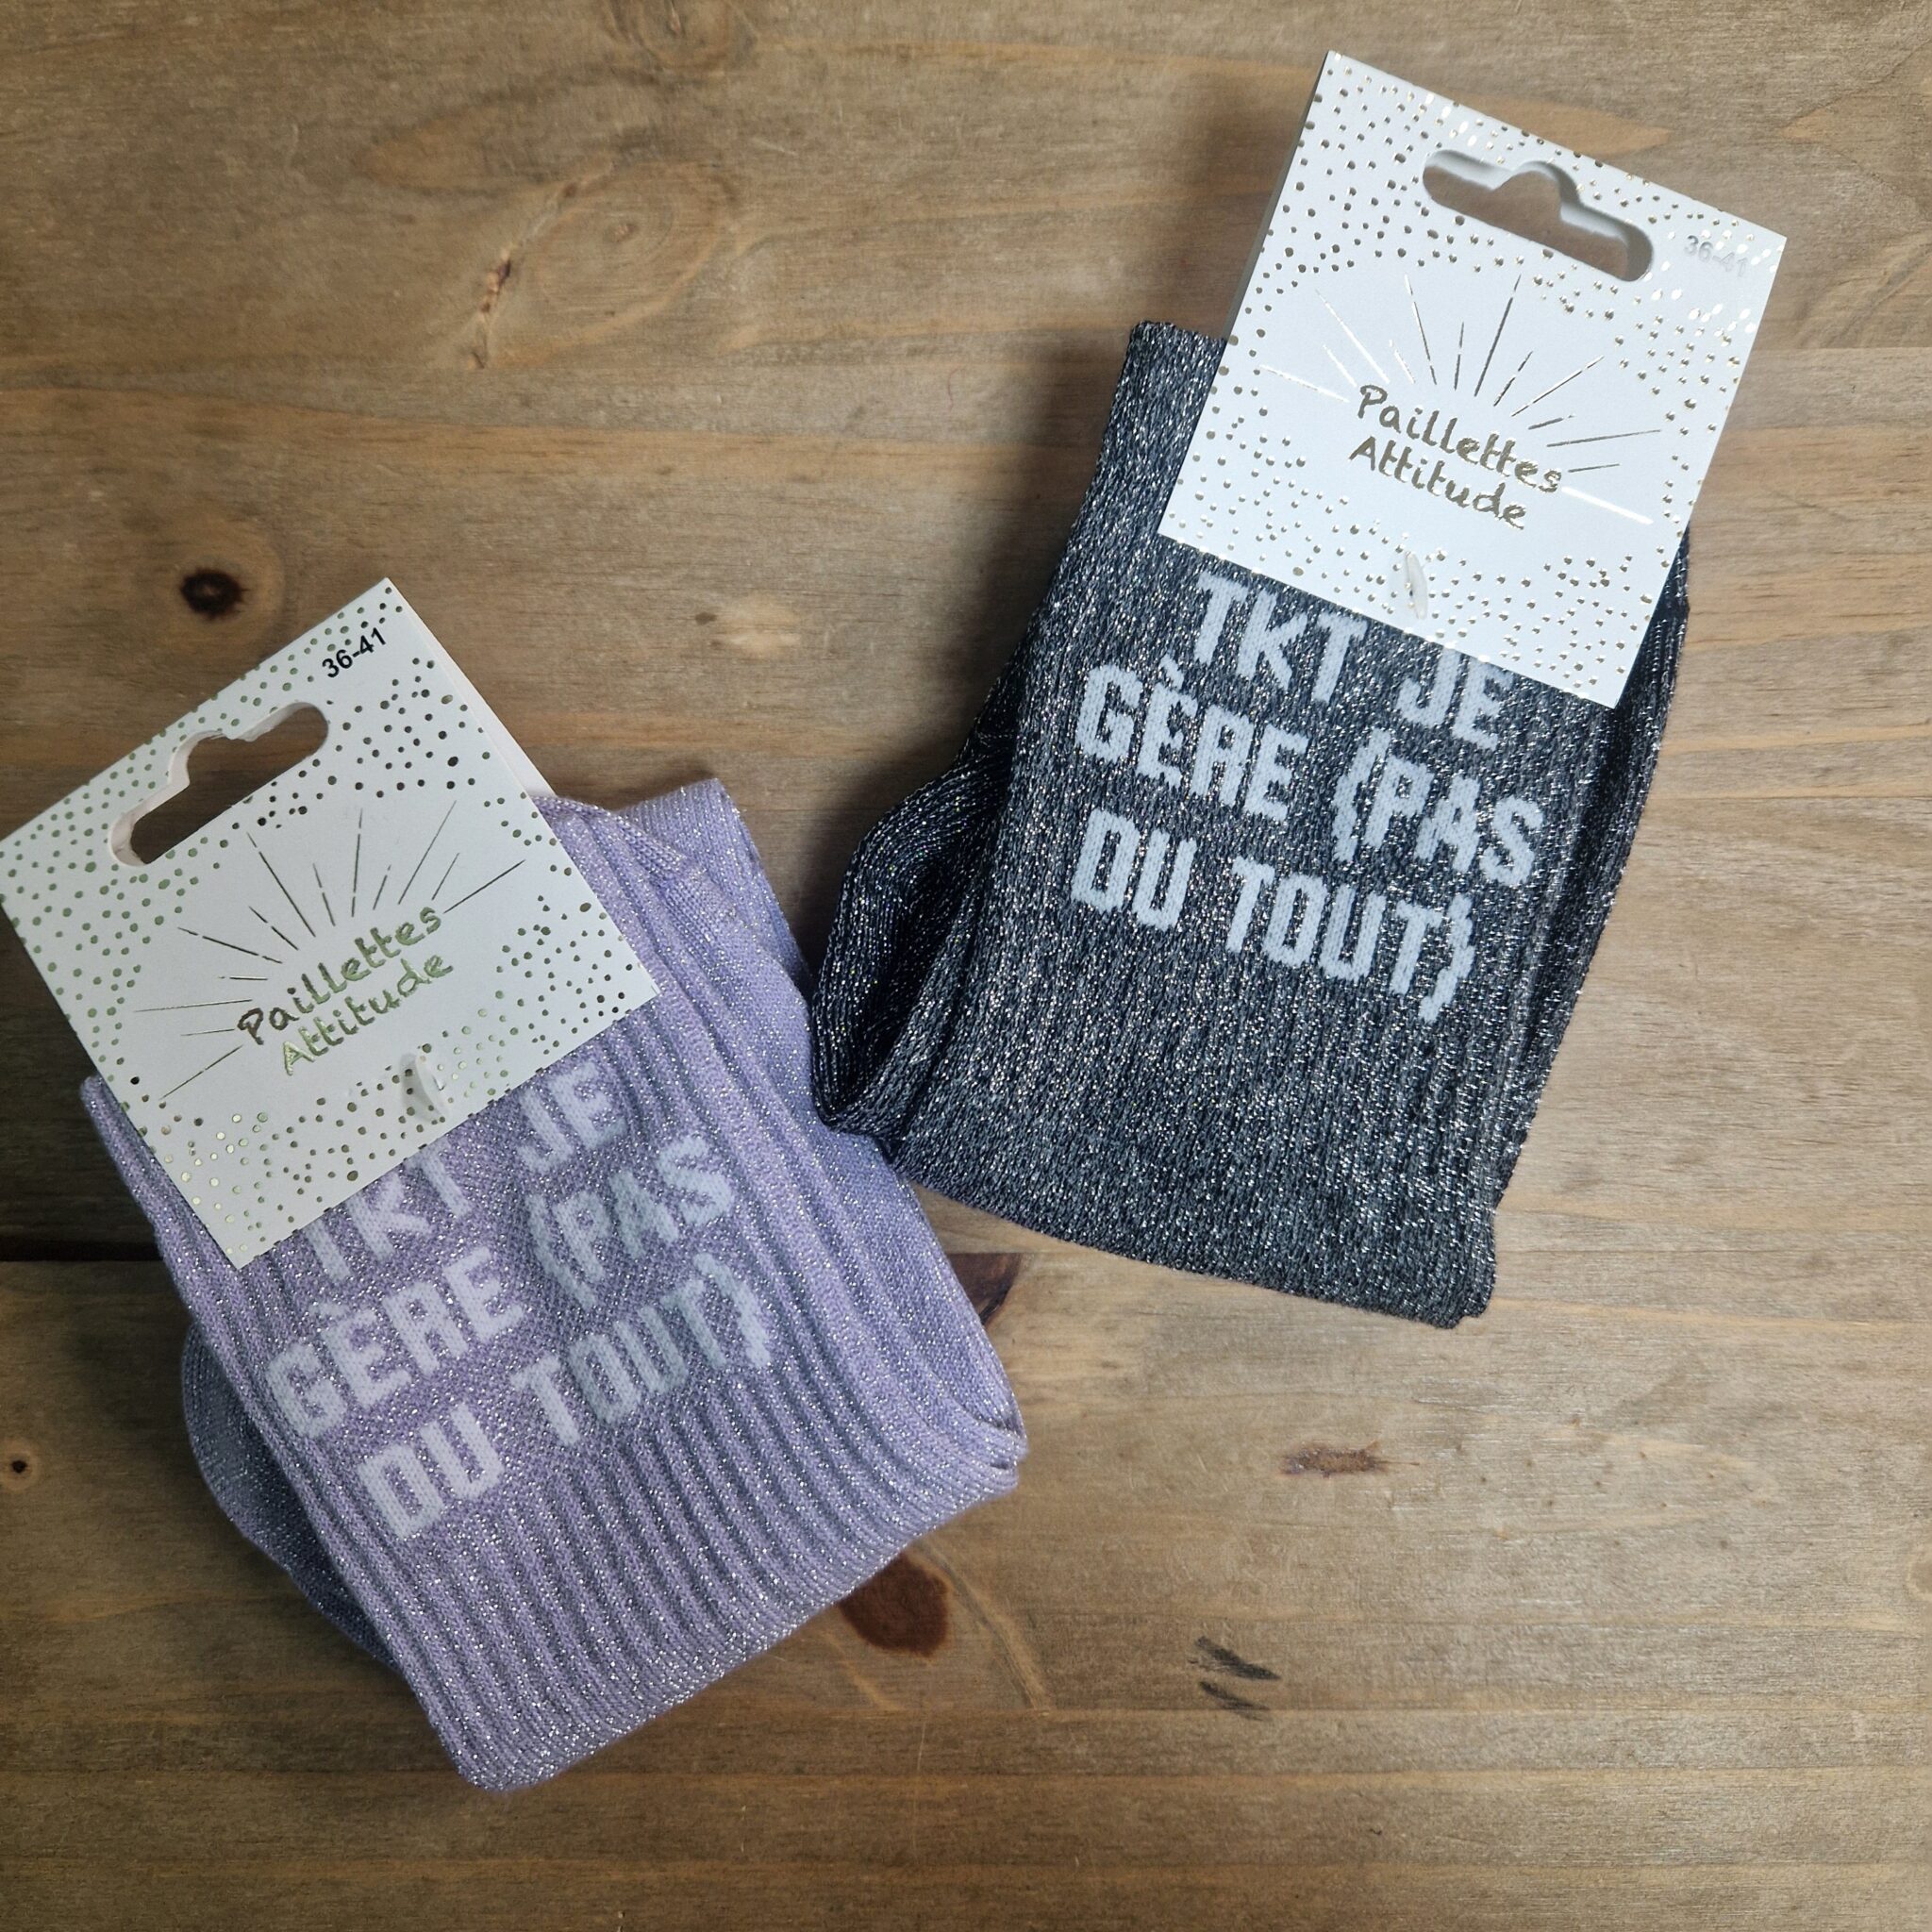 36-41
Paillettes
Attitude
TKT JE
GÈRE (PAS
DU TOUT)
36-41
Paillettes
Attitude
TKT JE
GÈRE (PAS
DU TOUT)